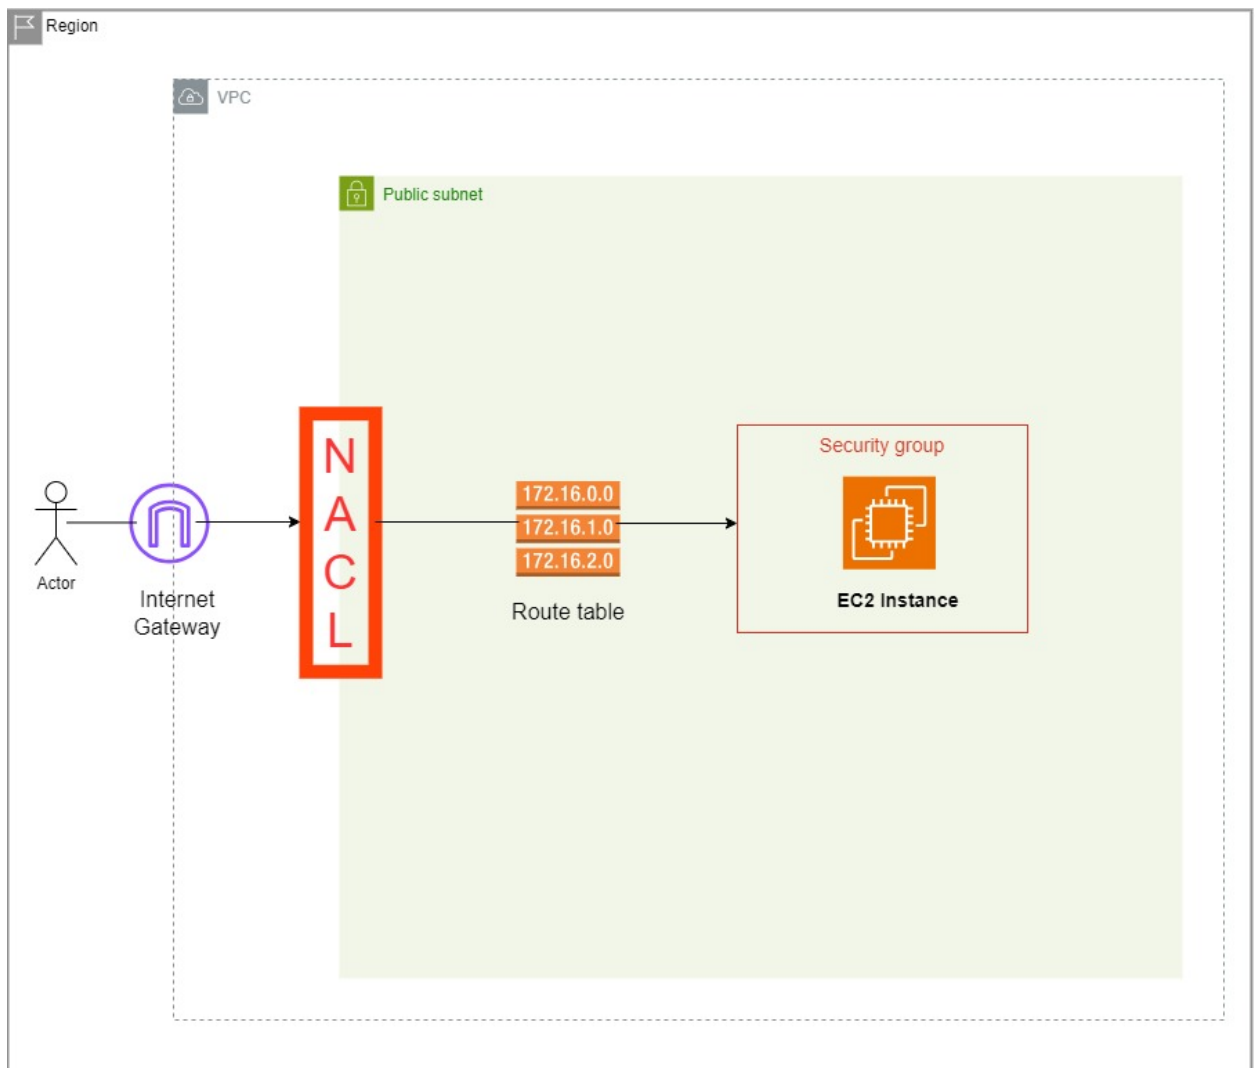 Region
VPC
Public subnet
N
A
C
L
Actor
Internet
Gateway
172.16.0.0
172.16.1.0
172.16.2.0
Route table
Security group
EC2 Instance